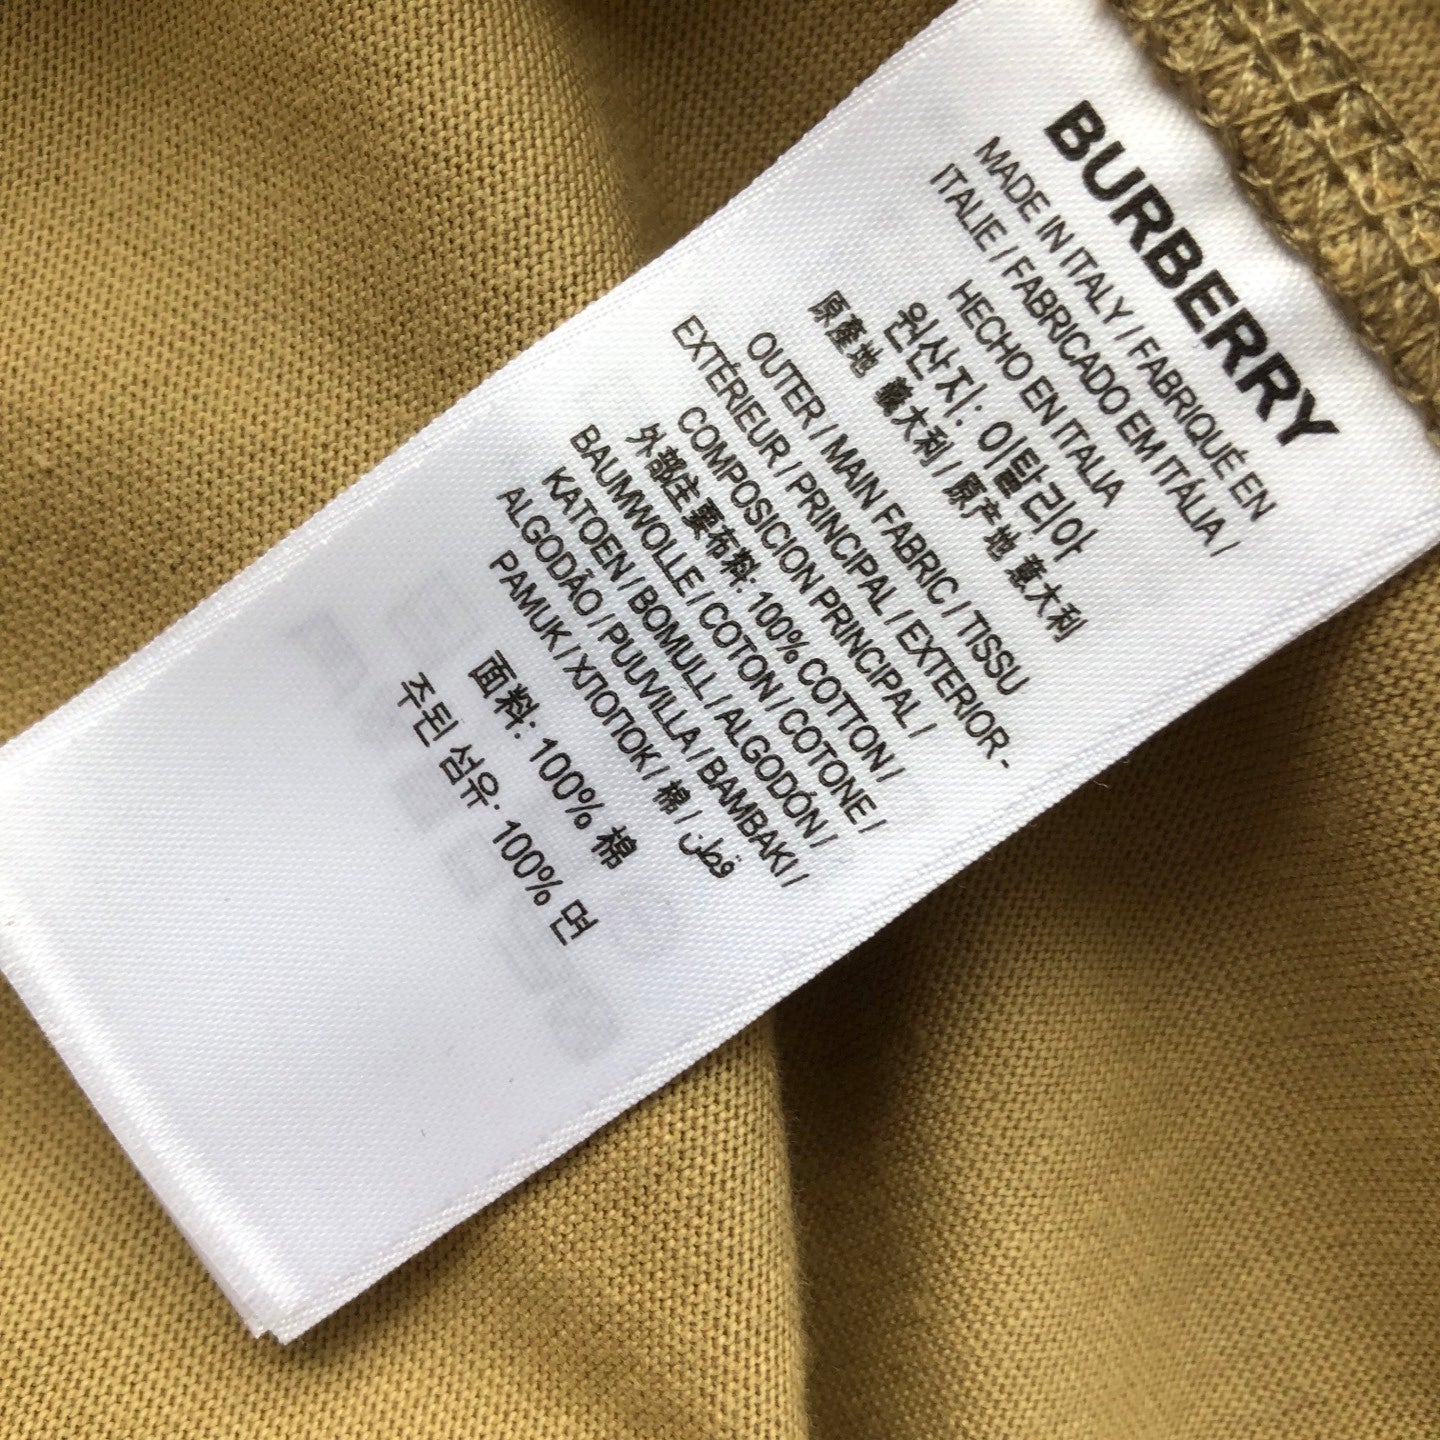 BURBERRY
MADE IN ITALY / FABRIQUÉ EN
ITALIE / FABRICADO EM ITÁLIA /
HECHO EN ITALIA
원산지: 이탈리아
原產地 義大利 / 原产地 意大利
OUTER / MAIN FABRIC / TISSU
EXTÉRIEUR / PRINCIPAL / EXTERIOR-
COMPOSICION PRINCIPAL /
外部主要布料: 100% COTTON /
BAUMWOLLE / COTON / COTONE /
KATOEN / BOMULL / ALGODÓN /
ALGODÃO / PUUVILLA / BAMBAKI /
PAMUK / ХЛОПОК / 棉 / قطن
面料: 100% 棉
주된 섬유: 100% 면